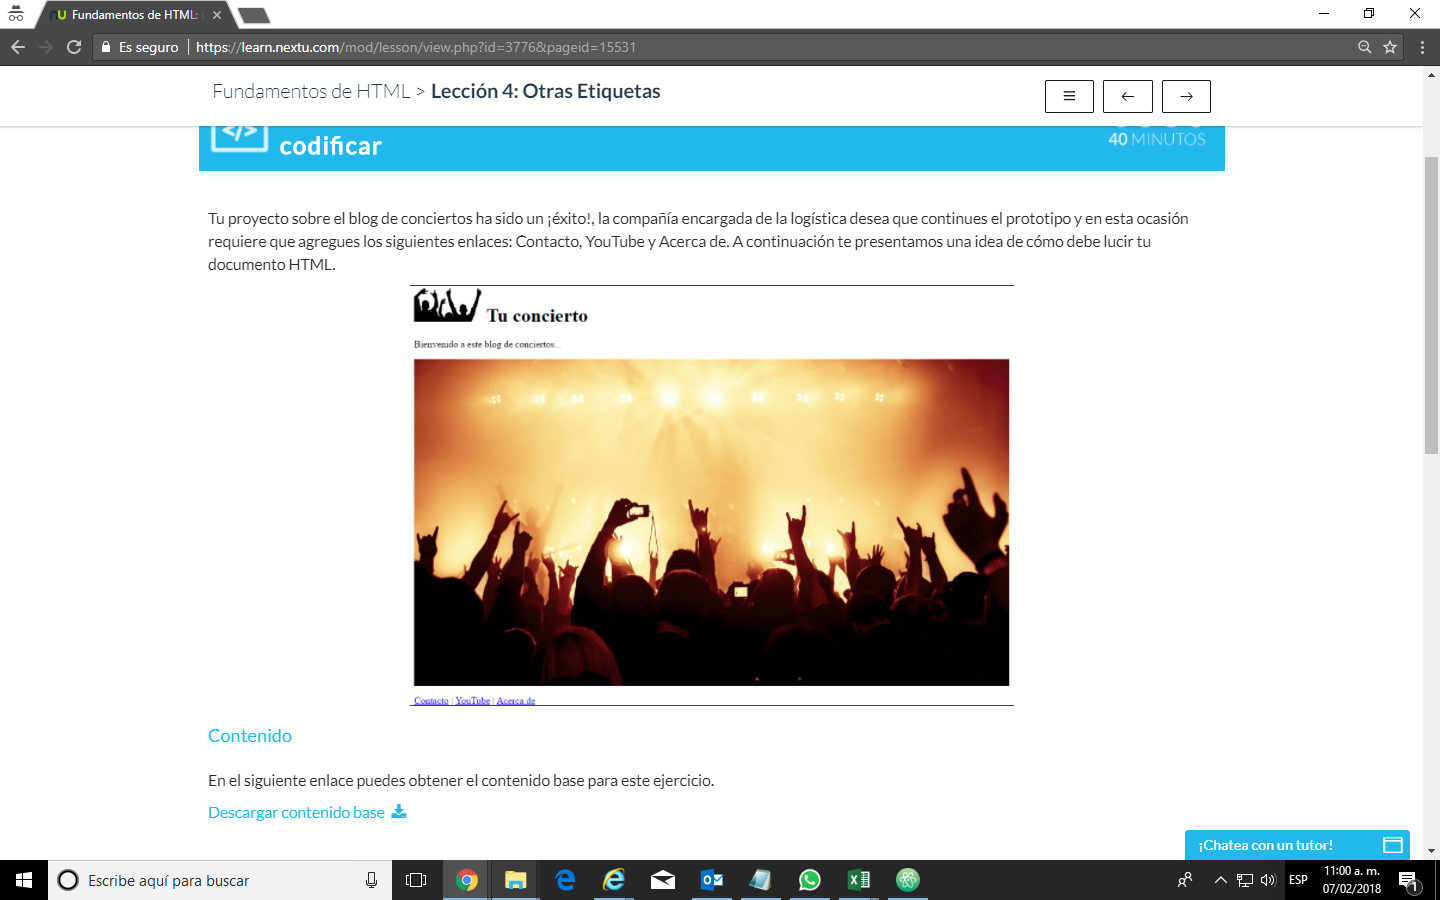 Fundamentos de HTML:
Es seguro
https://learn.nextu.com/mod/lesson/view.php?id=3776&pageid=15531
Fundamentos de HTML > Lección 4: Otras Etiquetas
codificar
40 MINUTOS
Tu proyecto sobre el blog de conciertos ha sido un ¡éxito!, la compañía encargada de la logística desea que continues el prototipo y en esta ocasión
requiere que agregues los siguientes enlaces: Contacto, YouTube y Acerca de. A continuación te presentamos una idea de cómo debe lucir tu
documento HTML.
Tu concierto
Bienvenido a este blog de conciertos...
Contacto | YouTube | Acerca de
Contenido
En el siguiente enlace puedes obtener el contenido base para este ejercicio.
Descargar contenido base
¡Chatea con un tutor!
Escribe aquí para buscar
ESP
11:00 a. m.
07/02/2018
1